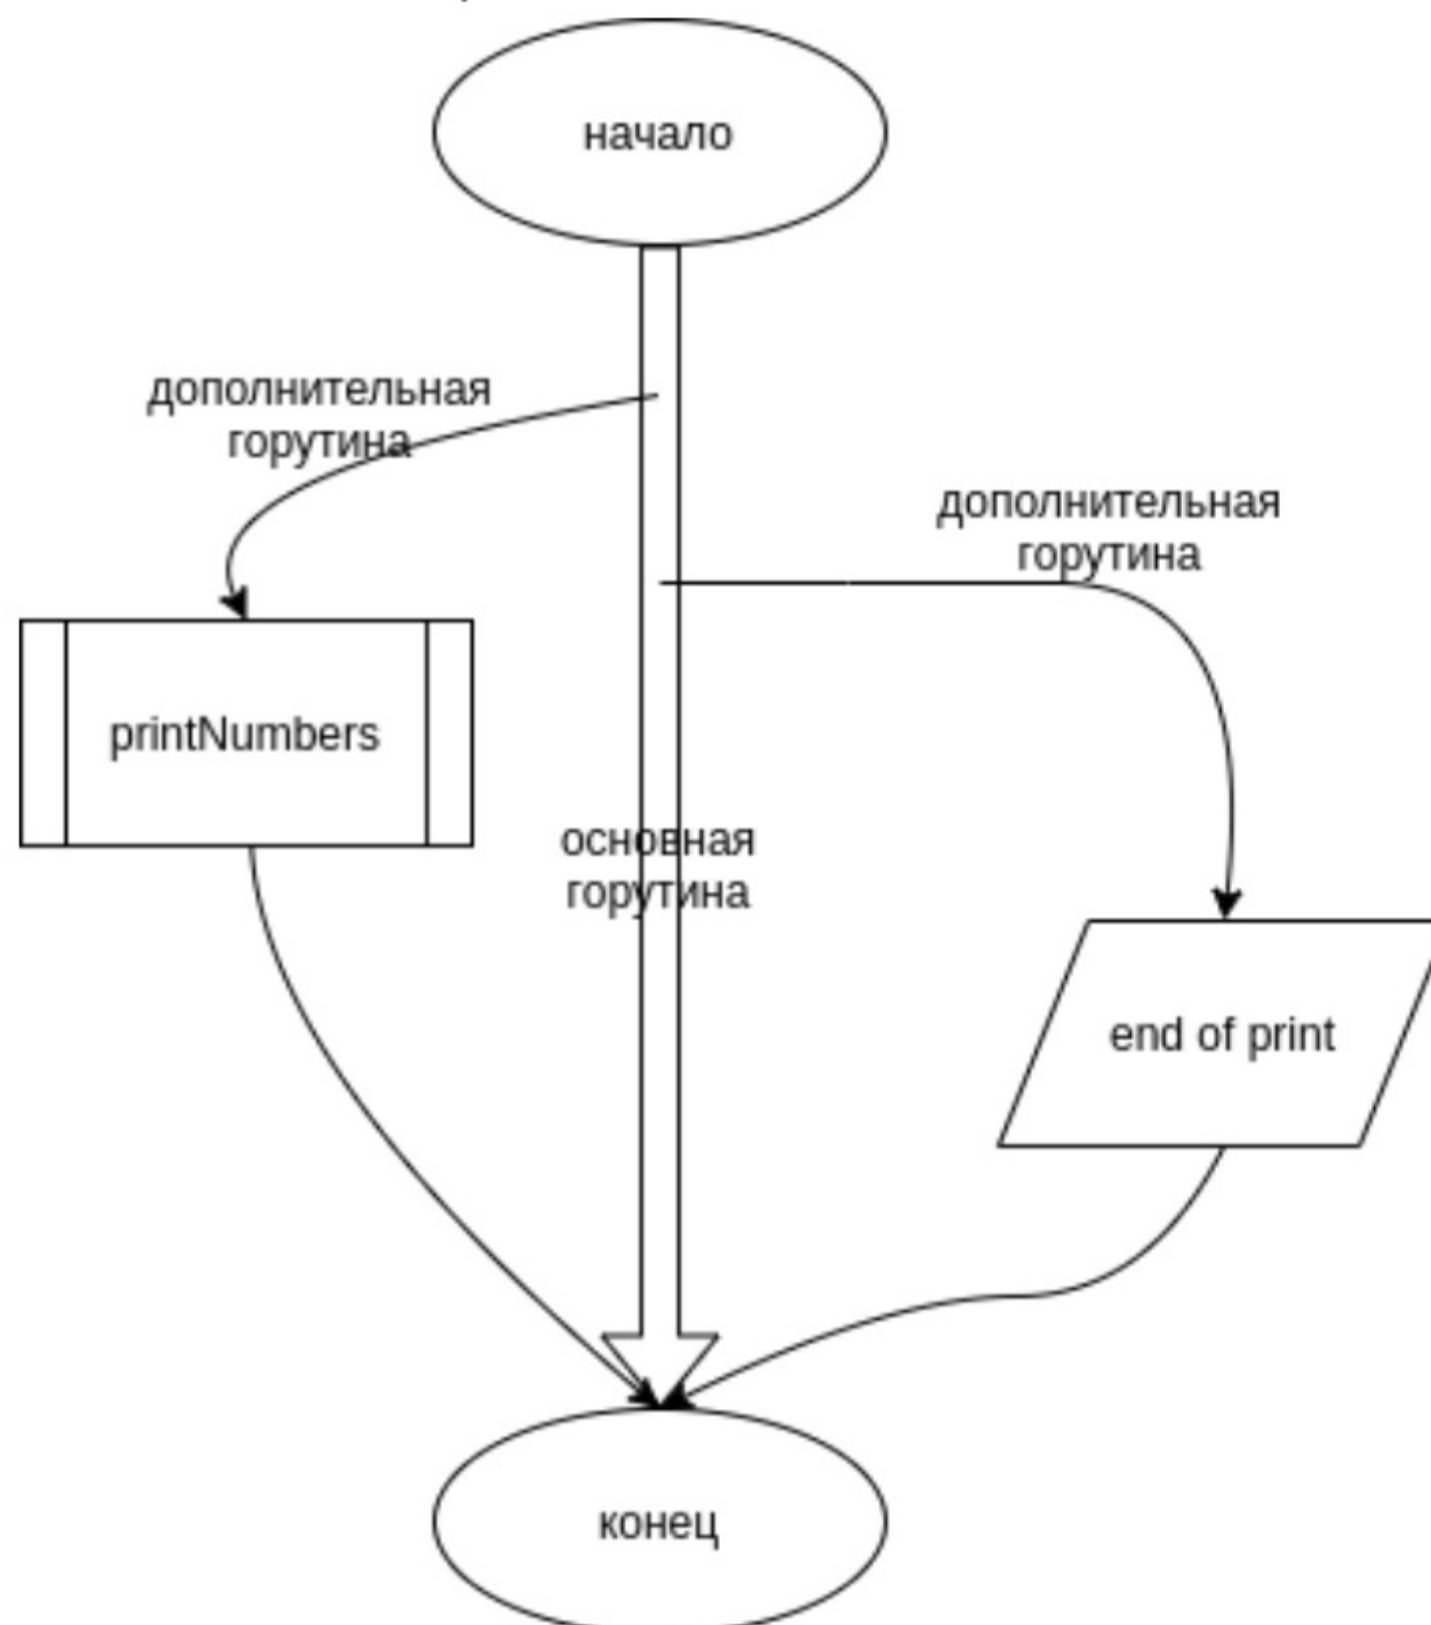 начало
дополнительная
горутина
дополнительная
горутина
printNumbers
основная
горутина
end of print
конец